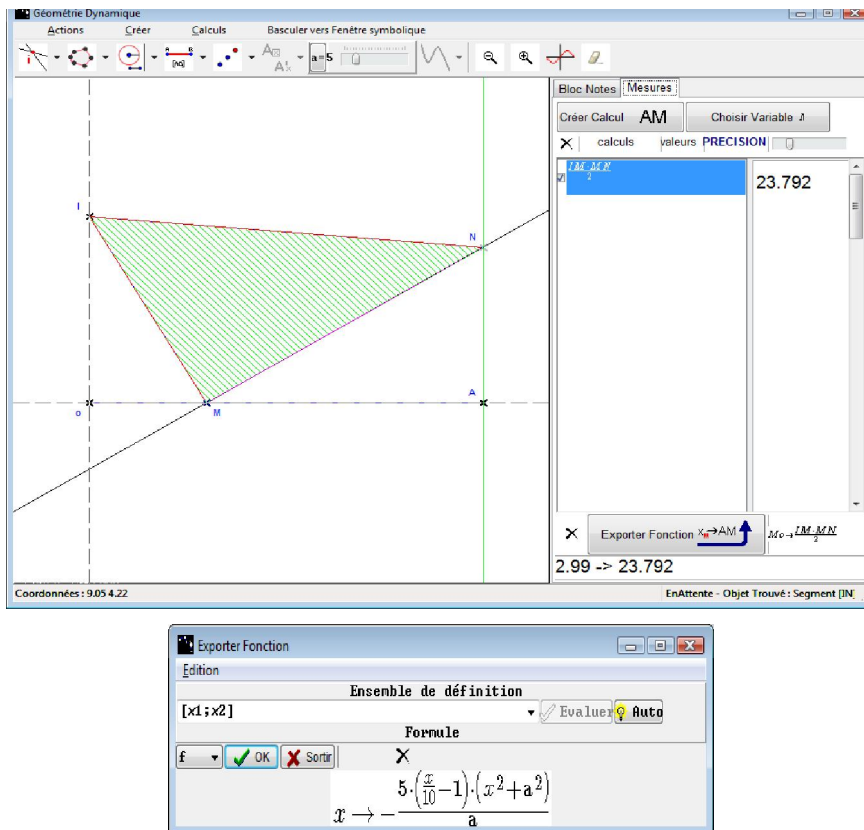 Géométrie Dynamique
Actions Créer Calculs Basculer vers Fenêtre symbolique
i [AB] A A'x a=5
Bloc Notes Mesures
Créer Calcul AM Choisir Variable
X calculs valeurs PRECISION
IM·MN/2 23.792
I
N
o M A
X Exporter Fonction x→AM Mo→IM·MN/2
2.99 -> 23.792
Coordonnées : 9.05 4.22 EnAttente - Objet Trouvé : Segment [IN]
Exporter Fonction
Edition
Ensemble de définition
[x1;x2] Evaluer Auto
Formule
f OK Sortir X
x → - 5·(x/10-1)·(x²+a²)/a